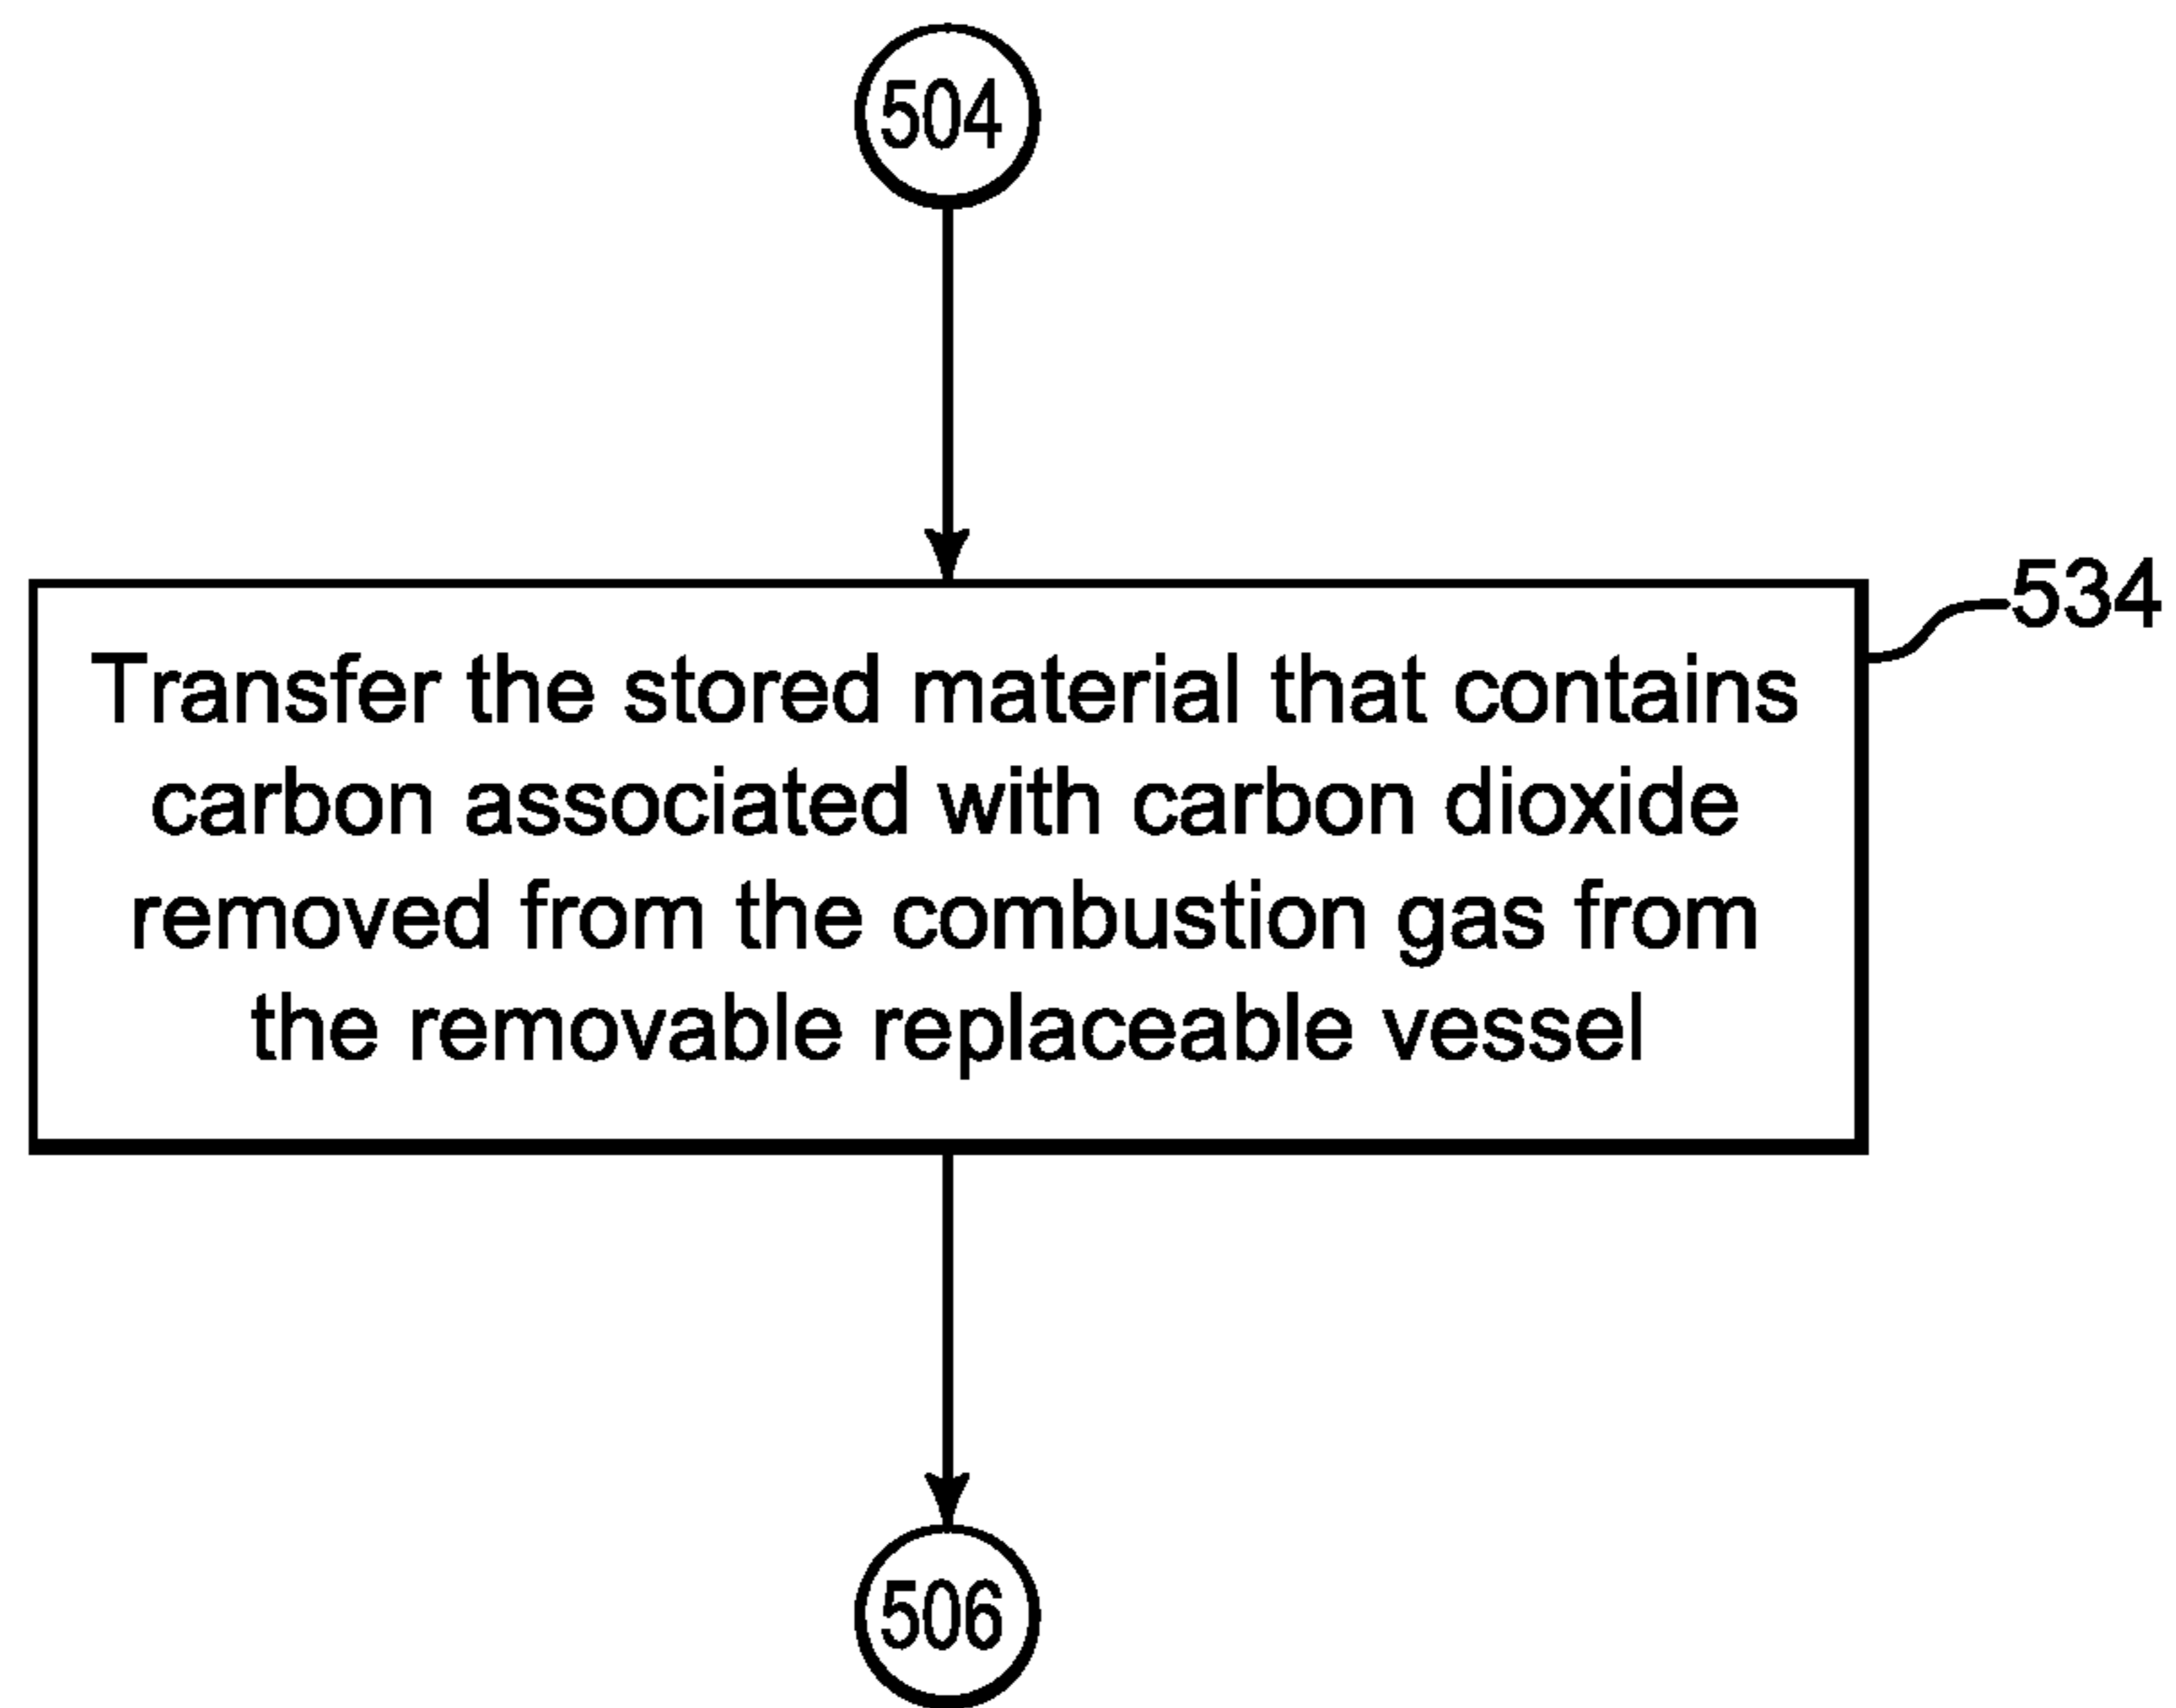 504
534
Transfer the stored material that contains
carbon associated with carbon dioxide
removed from the combustion gas from
the removable replaceable vessel
506